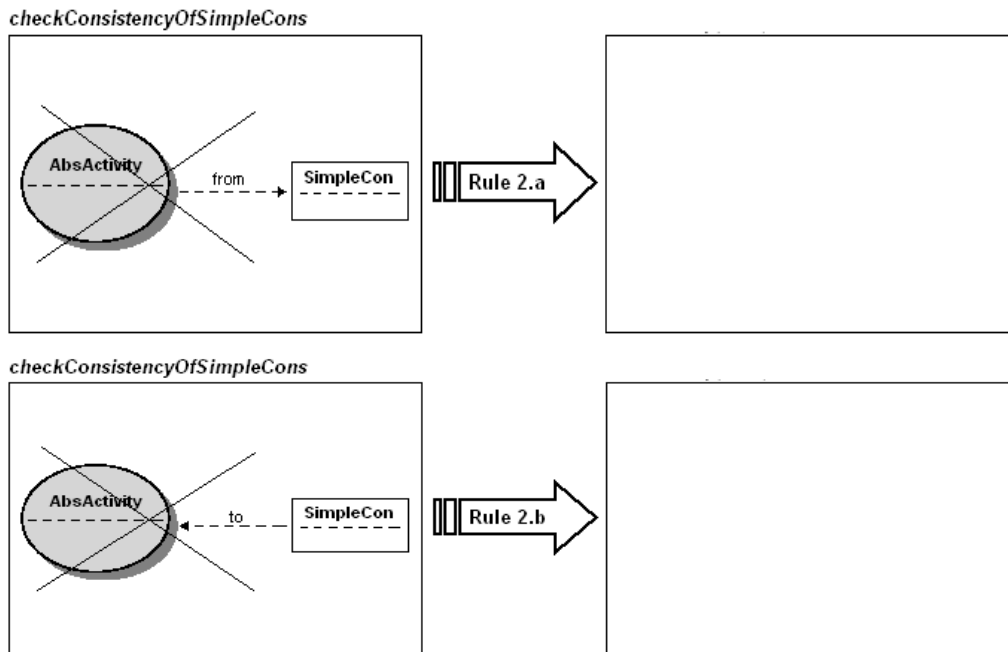 checkConsistencyOfSimpleCons
AbsActivity
from
SimpleCon
Rule 2.a
checkConsistencyOfSimpleCons
AbsActivity
to
SimpleCon
Rule 2.b